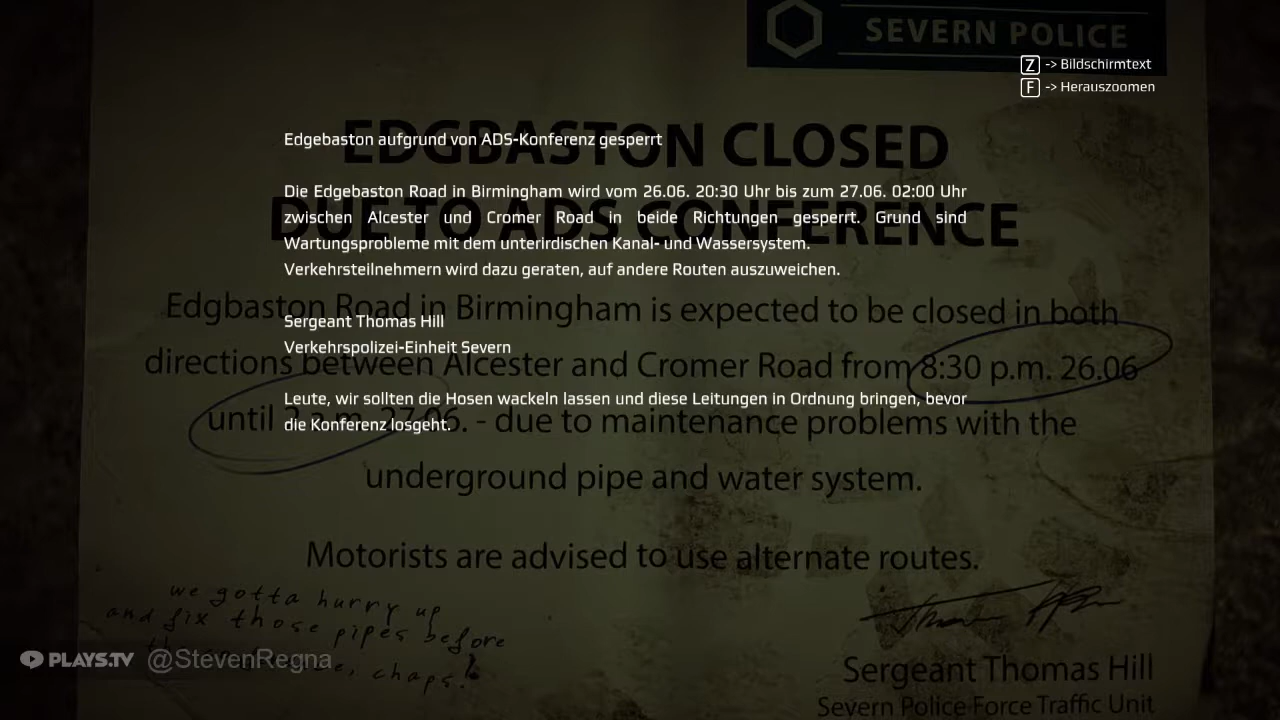 SEVERN POLICE
Z -> Bildschirmtext
F -> Herauszoomen
EDGBASTON CLOSED
DUE TO ADS CONFERENCE
Edgbaston Road in Birmingham is expected to be closed in both
directions between Alcester and Cromer Road from 8:30 p.m. 26.06
until 2 a.m. 27.06. - due to maintenance problems with the
underground pipe and water system.
Motorists are advised to use alternate routes.
Edgebaston aufgrund von ADS-Konferenz gesperrt
Die Edgebaston Road in Birmingham wird vom 26.06. 20:30 Uhr bis zum 27.06. 02:00 Uhr
zwischen Alcester und Cromer Road in beide Richtungen gesperrt. Grund sind
Wartungsprobleme mit dem unterirdischen Kanal- und Wassersystem.
Verkehrsteilnehmern wird dazu geraten, auf andere Routen auszuweichen.
Sergeant Thomas Hill
Verkehrspolizei-Einheit Severn
Leute, wir sollten die Hosen wackeln lassen und diese Leitungen in Ordnung bringen, bevor
die Konferenz losgeht.
we gotta hurry up
and fix those pipes before
chaps!
PLAYS.TV @StevenRegna
Sergeant Thomas Hill
Severn Police Force Traffic Unit